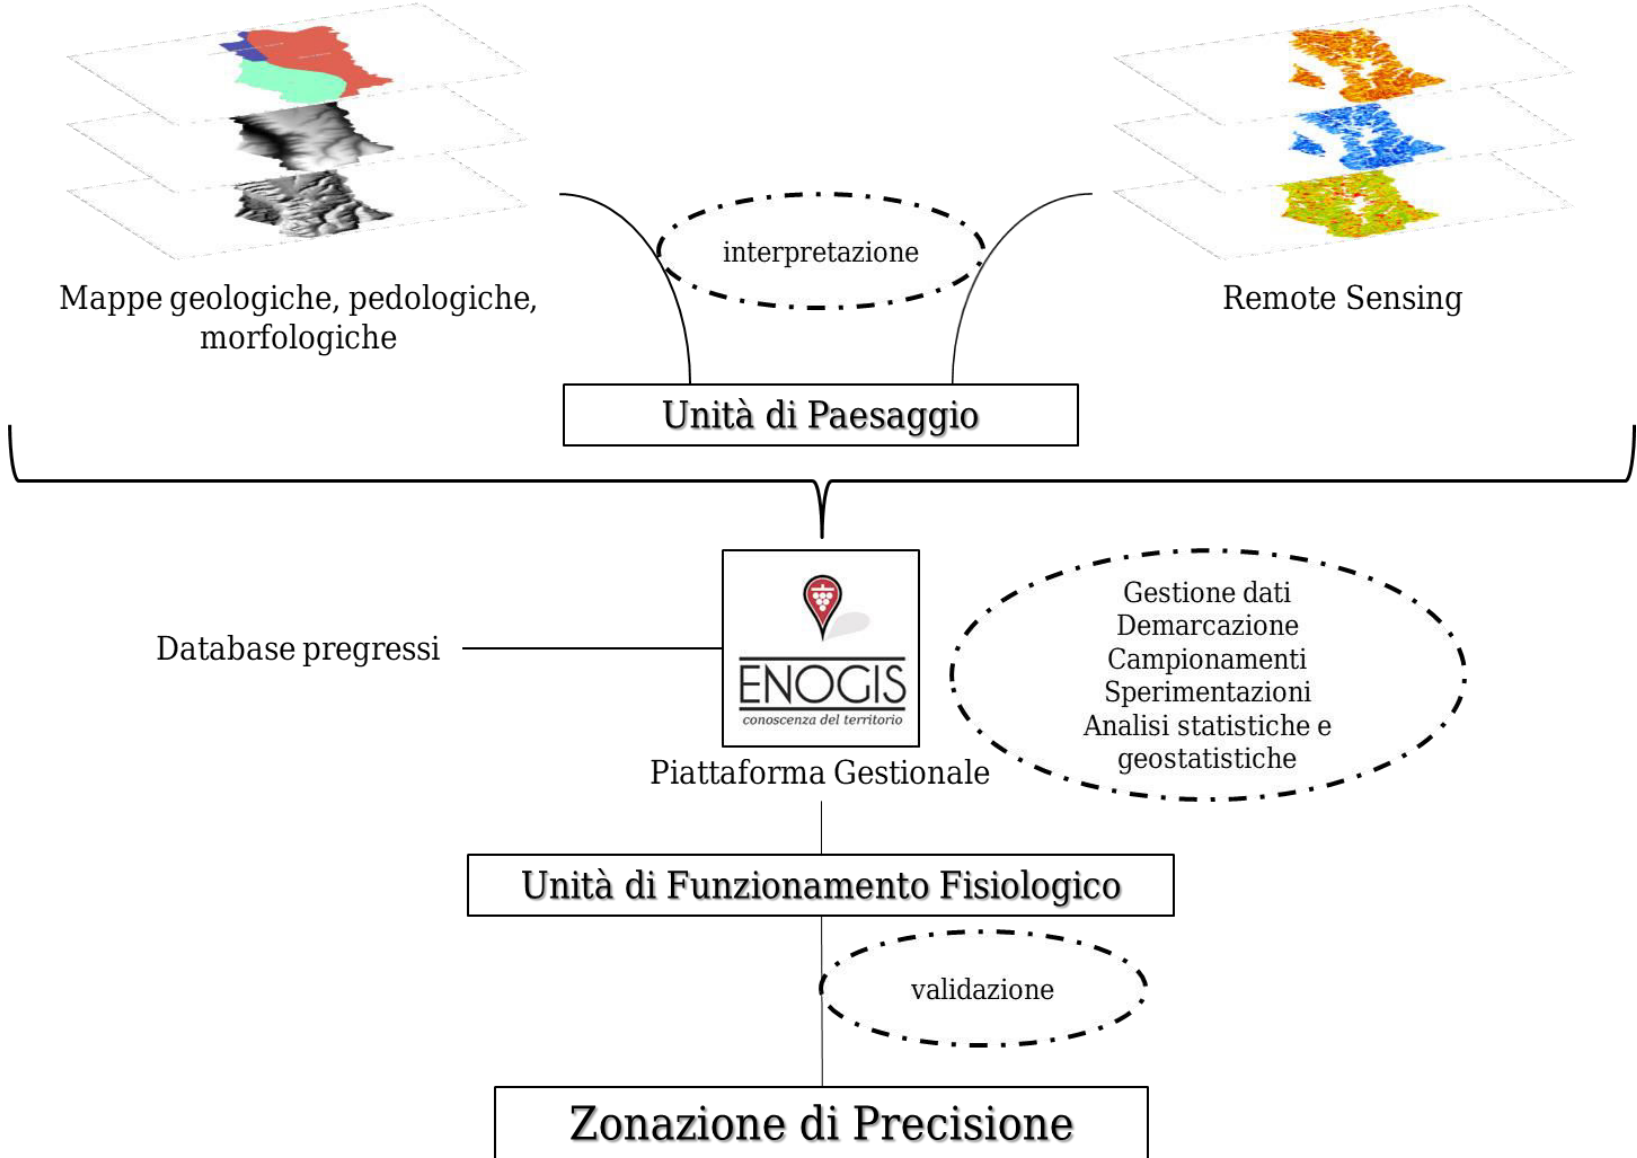 interpretazione
Mappe geologiche, pedologiche,
morfologiche
Remote Sensing
Unità di Paesaggio
Database pregressi
ENOGIS
conoscenza del territorio
Piattaforma Gestionale
Gestione dati
Demarcazione
Campionamenti
Sperimentazioni
Analisi statistiche e
geostatistiche
Unità di Funzionamento Fisiologico
validazione
Zonazione di Precisione